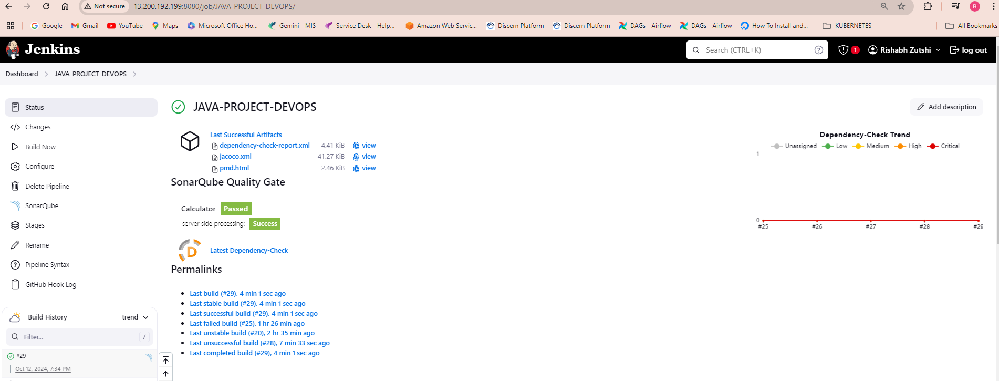 Not secure 13.200.192.199:8080/job/JAVA-PROJECT-DEVOPS/
R
Google Gmail YouTube Maps Microsoft Office Ho... Gemini - MIS Service Desk - Help... Amazon Web Servic... Discern Platform Discern Platform DAGs - Airflow DAGs - Airflow How To Install and... KUBERNETES All Bookmarks
Jenkins
Search (CTRL+K) ?
1
Rishabh Zutshi
log out
Dashboard JAVA-PROJECT-DEVOPS
Status
Changes
Build Now
Configure
Delete Pipeline
SonarQube
Stages
Rename
Pipeline Syntax
GitHub Hook Log
Build History trend
Filter... /
#29
Oct 12, 2024, 7:34 PM
JAVA-PROJECT-DEVOPS
Add description
Last Successful Artifacts
dependency-check-report.xml 4.41 KiB view
jacoco.xml 41.27 KiB view
pmd.html 2.46 KiB view
SonarQube Quality Gate
Calculator Passed
server-side processing: Success
D
Latest Dependency-Check
Permalinks
Last build (#29), 4 min 1 sec ago
Last stable build (#29), 4 min 1 sec ago
Last successful build (#29), 4 min 1 sec ago
Last failed build (#25), 1 hr 26 min ago
Last unstable build (#20), 2 hr 35 min ago
Last unsuccessful build (#28), 7 min 33 sec ago
Last completed build (#29), 4 min 1 sec ago
Dependency-Check Trend
Unassigned Low Medium High Critical
1
0
#25 #26 #27 #28 #29